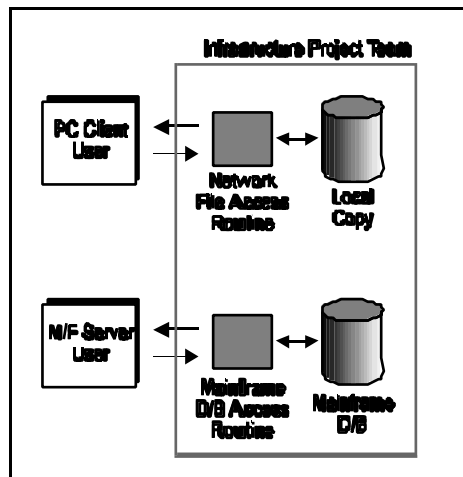 Infrastructure Project Team
PC Client
User
Network
File Access
Routine
Local
Copy
M/F Server
User
Mainframe
D/B Access
Routine
Mainframe
D/B